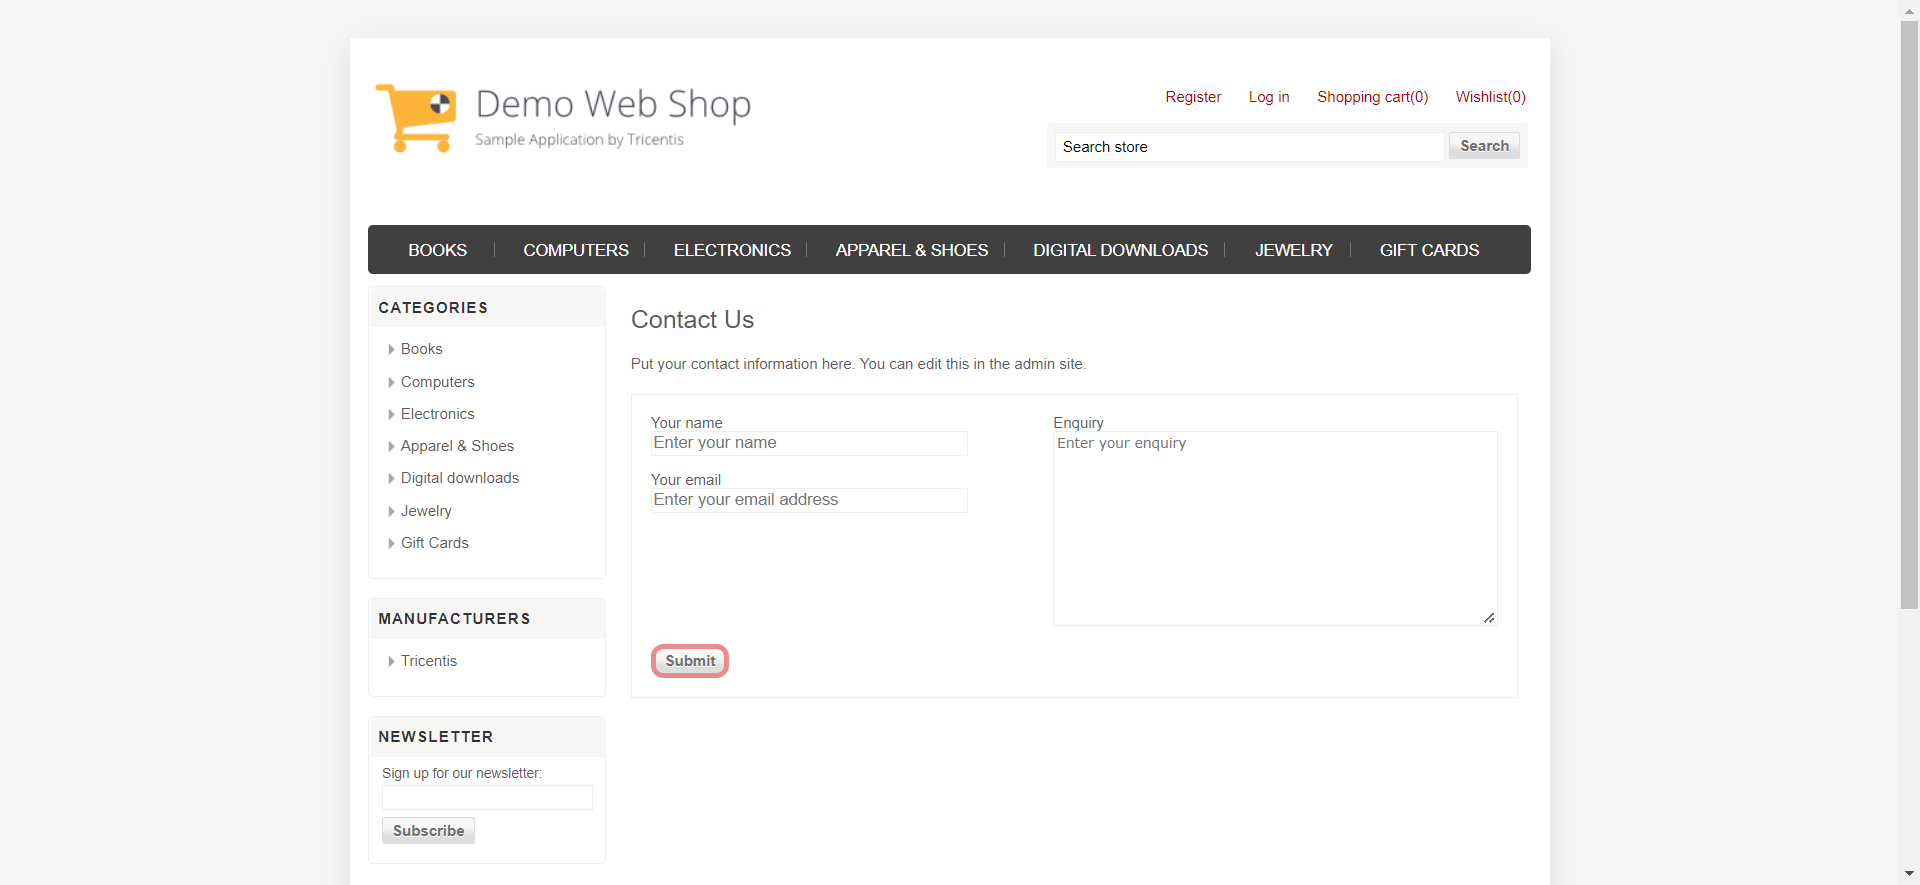 Demo Web Shop
Sample Application by Tricentis
Register Log in Shopping cart(0) Wishlist(0)
Search store Search
BOOKS COMPUTERS ELECTRONICS APPAREL & SHOES DIGITAL DOWNLOADS JEWELRY GIFT CARDS
CATEGORIES
Books
Computers
Electronics
Apparel & Shoes
Digital downloads
Jewelry
Gift Cards
MANUFACTURERS
Tricentis
NEWSLETTER
Sign up for our newsletter:
Subscribe
Contact Us
Put your contact information here. You can edit this in the admin site.
Your name
Enter your name
Your email
Enter your email address
Enquiry
Enter your enquiry
Submit